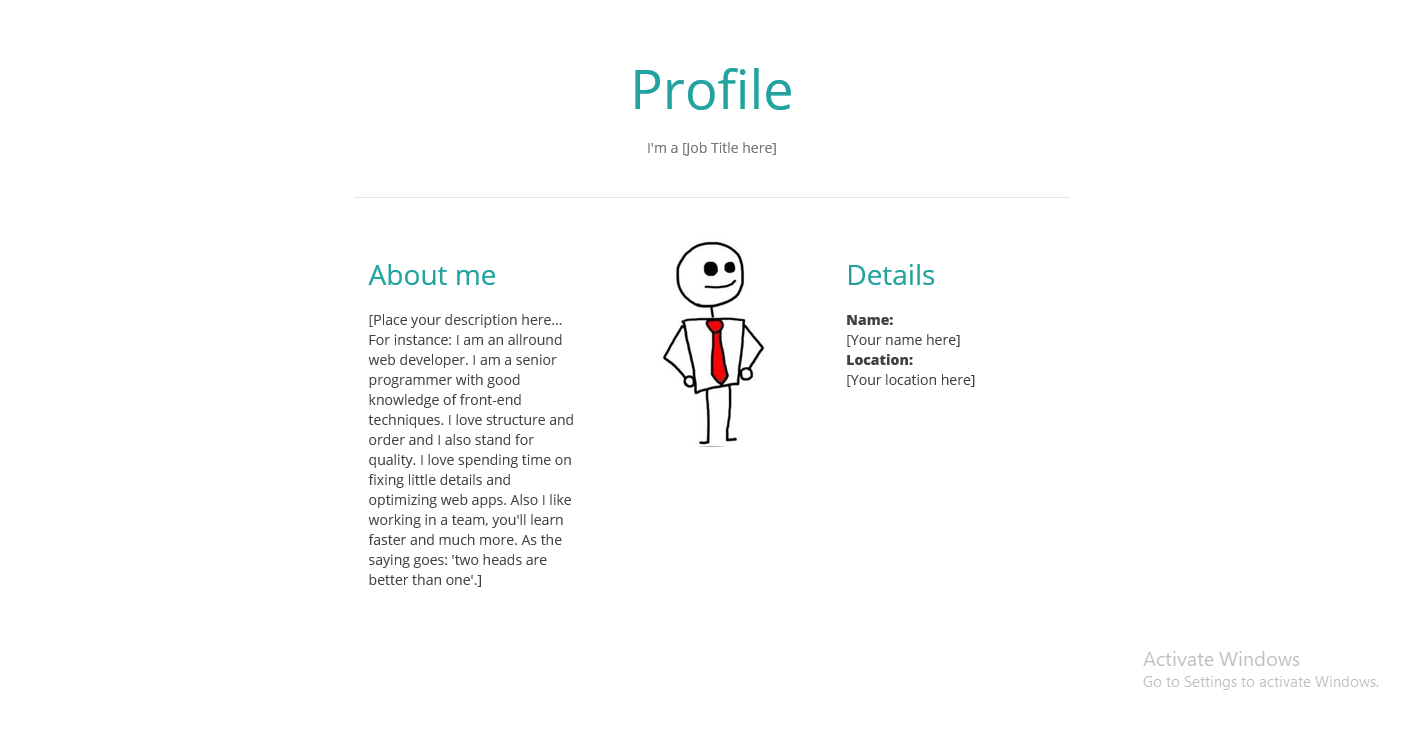 Profile
I'm a [Job Title here]
About me
[Place your description here...
For instance: I am an allround
web developer. I am a senior
programmer with good
knowledge of front-end
techniques. I love structure and
order and I also stand for
quality. I love spending time on
fixing little details and
optimizing web apps. Also I like
working in a team, you'll learn
faster and much more. As the
saying goes: 'two heads are
better than one'.]
Details
Name:
[Your name here]
Location:
[Your location here]
Activate Windows
Go to Settings to activate Windows.